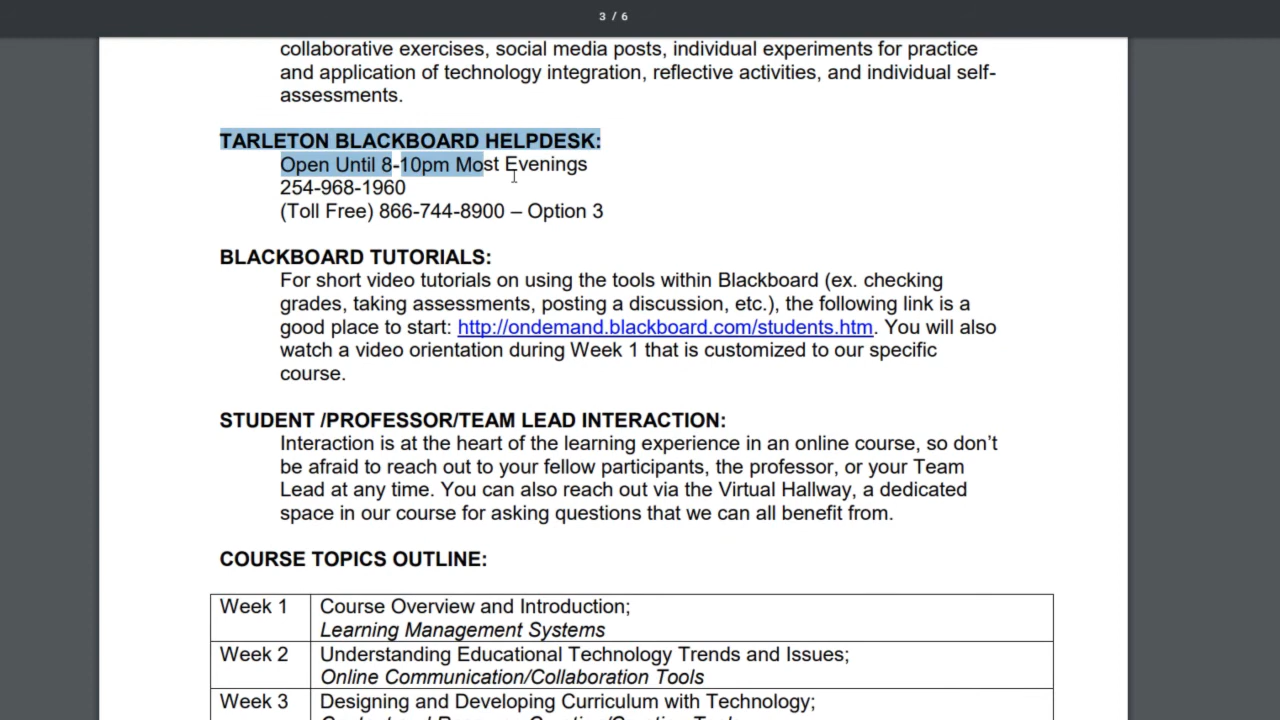 3 / 6
collaborative exercises, social media posts, individual experiments for practice
and application of technology integration, reflective activities, and individual self-
assessments.
TARLETON BLACKBOARD HELPDESK:
Open Until 8-10pm Most Evenings
254-968-1960
(Toll Free) 866-744-8900 – Option 3
BLACKBOARD TUTORIALS:
For short video tutorials on using the tools within Blackboard (ex. checking
grades, taking assessments, posting a discussion, etc.), the following link is a
good place to start: http://ondemand.blackboard.com/students.htm. You will also
watch a video orientation during Week 1 that is customized to our specific
course.
STUDENT /PROFESSOR/TEAM LEAD INTERACTION:
Interaction is at the heart of the learning experience in an online course, so don’t
be afraid to reach out to your fellow participants, the professor, or your Team
Lead at any time. You can also reach out via the Virtual Hallway, a dedicated
space in our course for asking questions that we can all benefit from.
COURSE TOPICS OUTLINE:
Week 1 Course Overview and Introduction;
Learning Management Systems
Week 2 Understanding Educational Technology Trends and Issues;
Online Communication/Collaboration Tools
Week 3 Designing and Developing Curriculum with Technology;